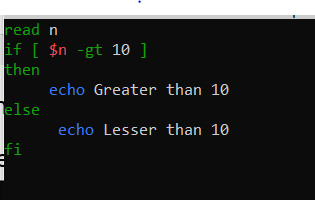 read n
if [ $n -gt 10 ]
then
echo Greater than 10
else
echo Lesser than 10
fi